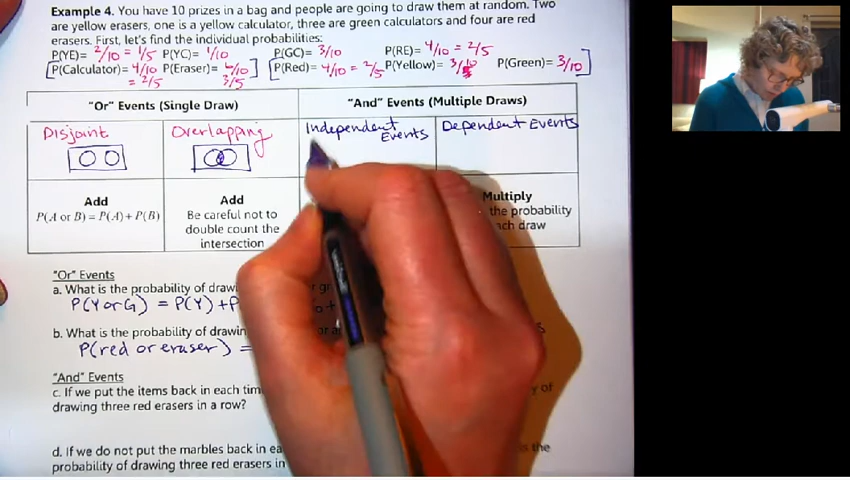 Example 4. You have 10 prizes in a bag and people are going to draw them at random. Two
are yellow erasers, one is a yellow calculator, three are green calculators and four are red
erasers. First, let's find the individual probabilities:
P(YE)= 2/10 = 1/5 P(YC)= 1/10 P(GC)= 3/10 P(RE)= 4/10 = 2/5
[P(Calculator)= 4/10 P(Eraser)= 6/10] [P(Red)= 4/10 = 2/5 P(Yellow)= 3/10 P(Green)= 3/10]
= 2/5 3/5
"Or" Events (Single Draw) "And" Events (Multiple Draws)
Disjoint Overlapping Independent Events Dependent Events
Add Add Multiply
P(A or B) = P(A)+P(B) Be careful not to the probability
double count the ch draw
intersection
"Or" Events
a. What is the probability of drawi gr
P(Y or G) = P(Y) + P
b. What is the probability of drawin or a
P(red or eraser) =
"And" Events
c. If we put the items back in each tim y of
drawing three red erasers in a row?
d. If we do not put the marbles back in ea s the
probability of drawing three red erasers in